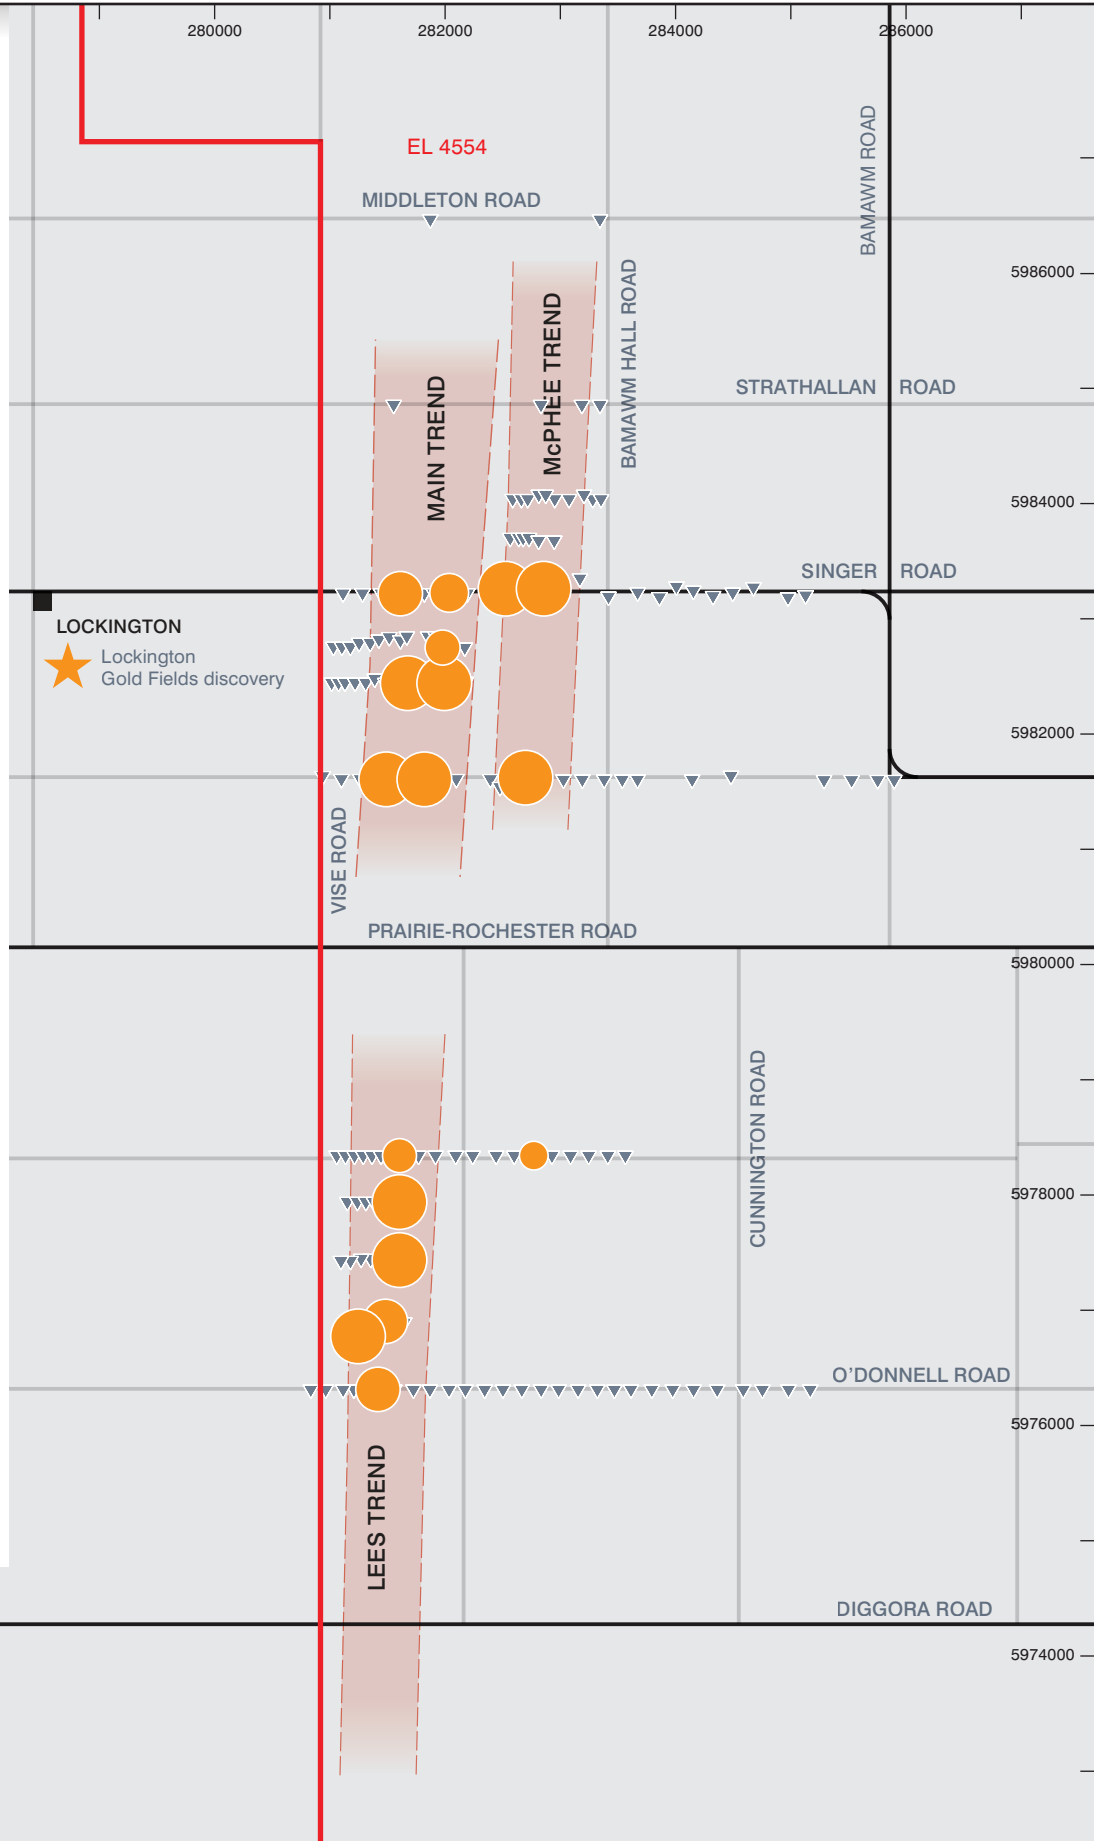 280000
282000
284000
286000
BAMAWM ROAD
EL 4554
MIDDLETON ROAD
5986000
BAMAWM HALL ROAD
McPHEE TREND
MAIN TREND
STRATHALLAN ROAD
5984000
SINGER ROAD
LOCKINGTON
Lockington
Gold Fields discovery
5982000
VISE ROAD
PRAIRIE-ROCHESTER ROAD
5980000
CUNNINGTON ROAD
5978000
O'DONNELL ROAD
5976000
LEES TREND
DIGGORA ROAD
5974000